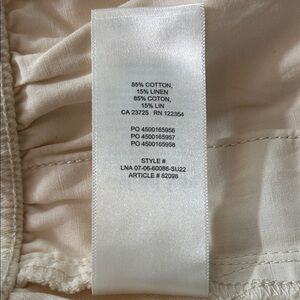 85% COTTON,
15% LINEN
85% COTON,
15% LIN
CA 23725 RN 122354
PO 4500165956
PO 4500165957
PO 4500165958
STYLE #
LNA 07-06-60086-SU22
ARTICLE # 62098